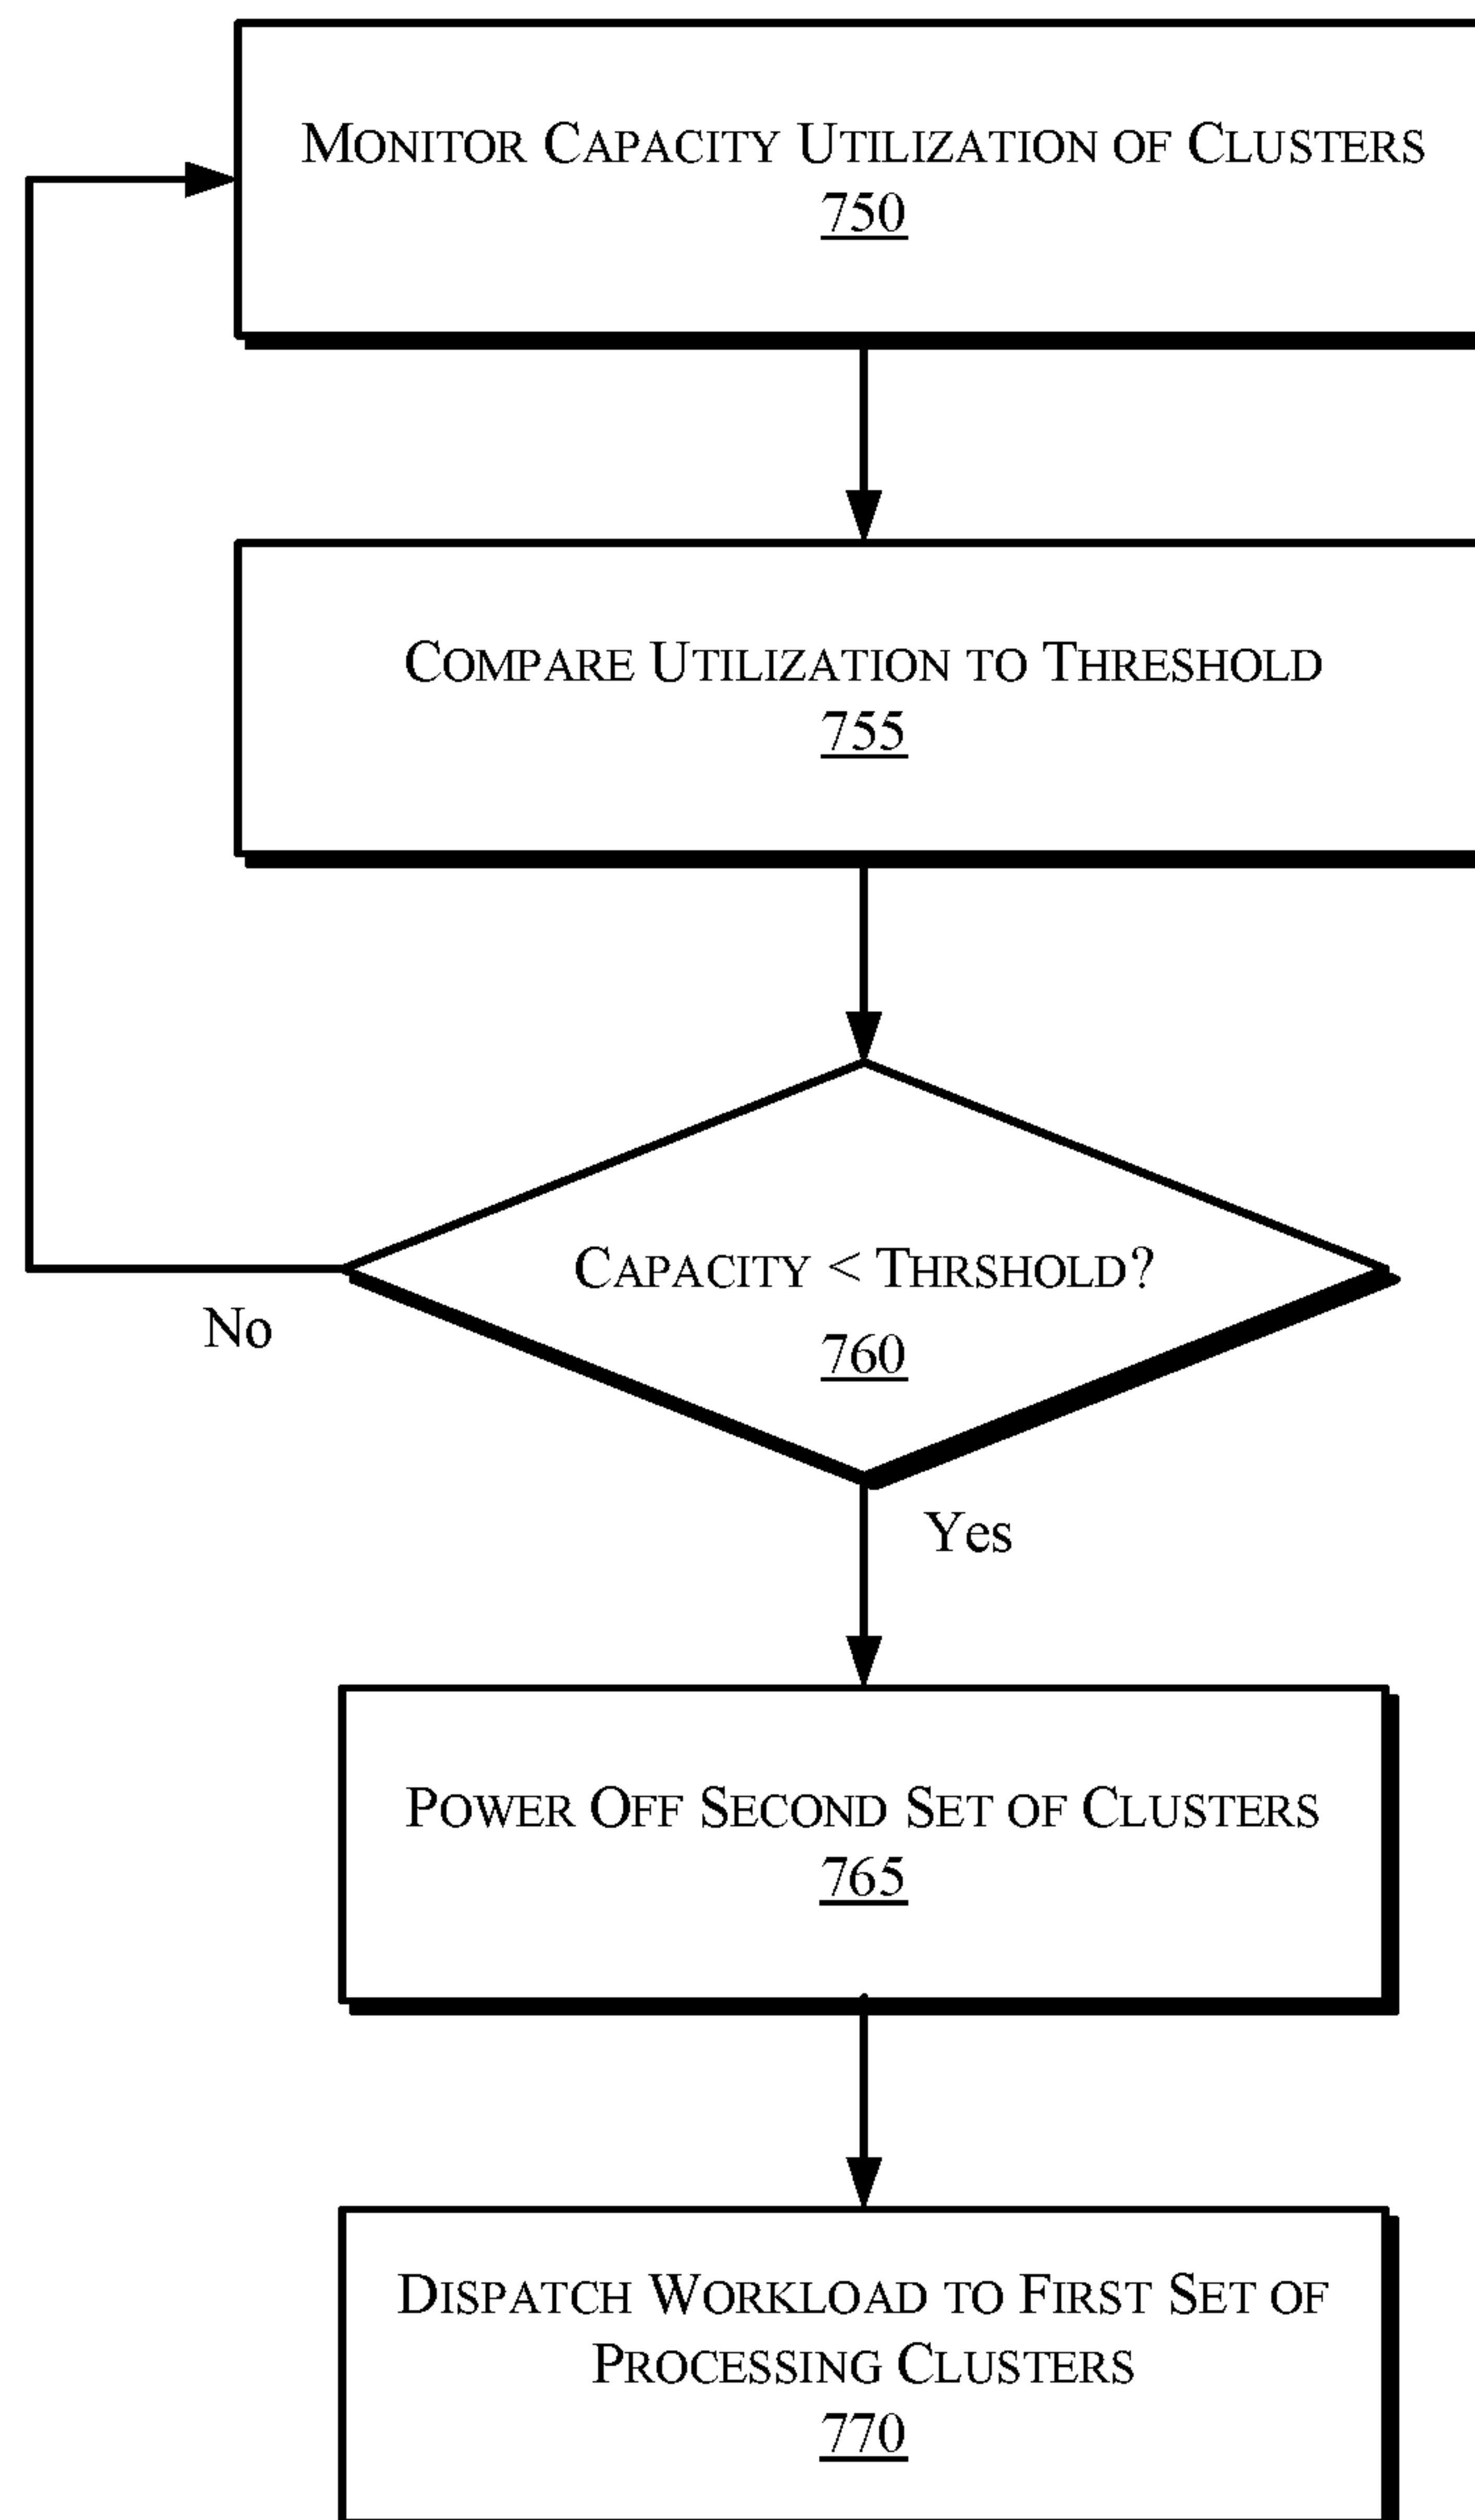 MONITOR CAPACITY UTILIZATION OF CLUSTERS
750
COMPARE UTILIZATION TO THRESHOLD
755
CAPACITY < THRSHOLD?
760
No
Yes
POWER OFF SECOND SET OF CLUSTERS
765
DISPATCH WORKLOAD TO FIRST SET OF
PROCESSING CLUSTERS
770